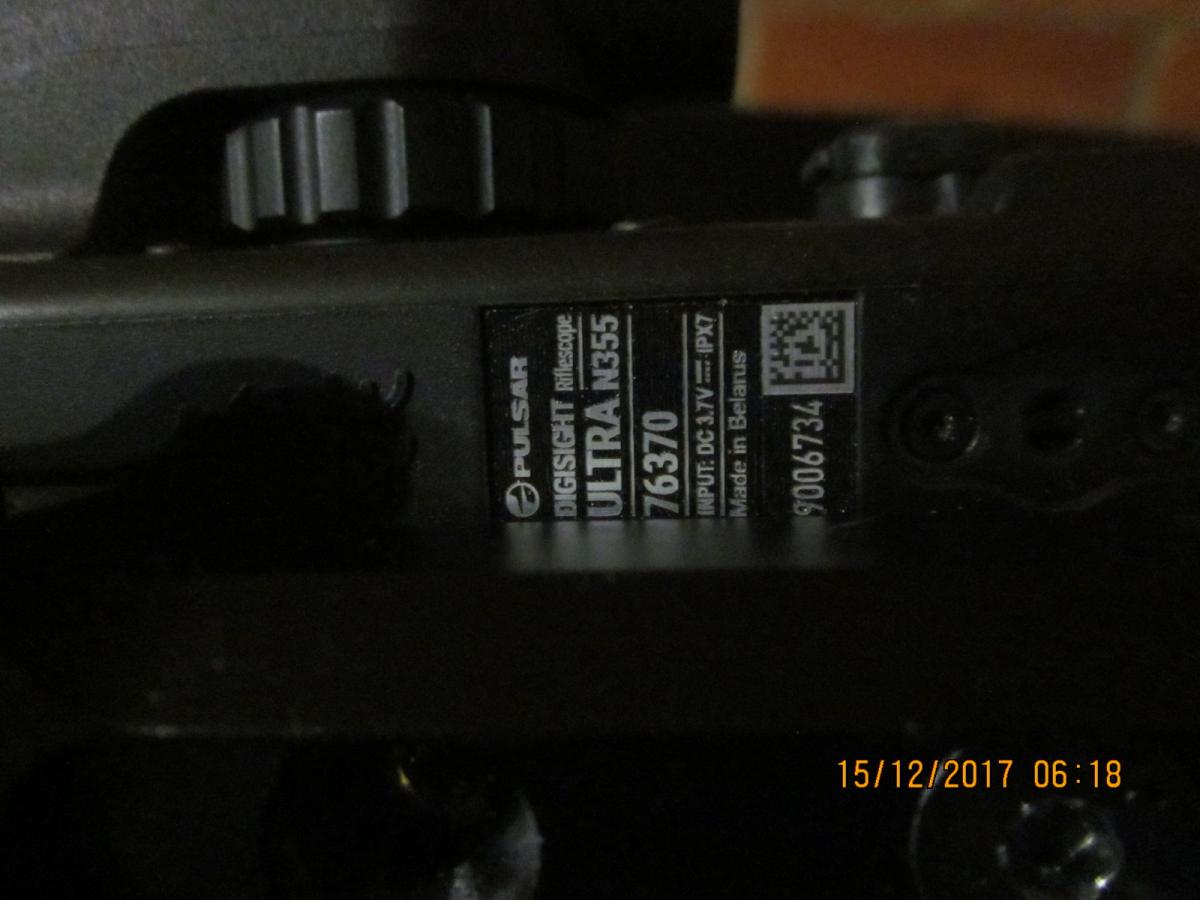 PULSAR
DIGISIGHT Riflescope
ULTRA N355
76370
INPUT: DC 3.7V IPX7
Made in Belarus
9006734
15/12/2017 06:18